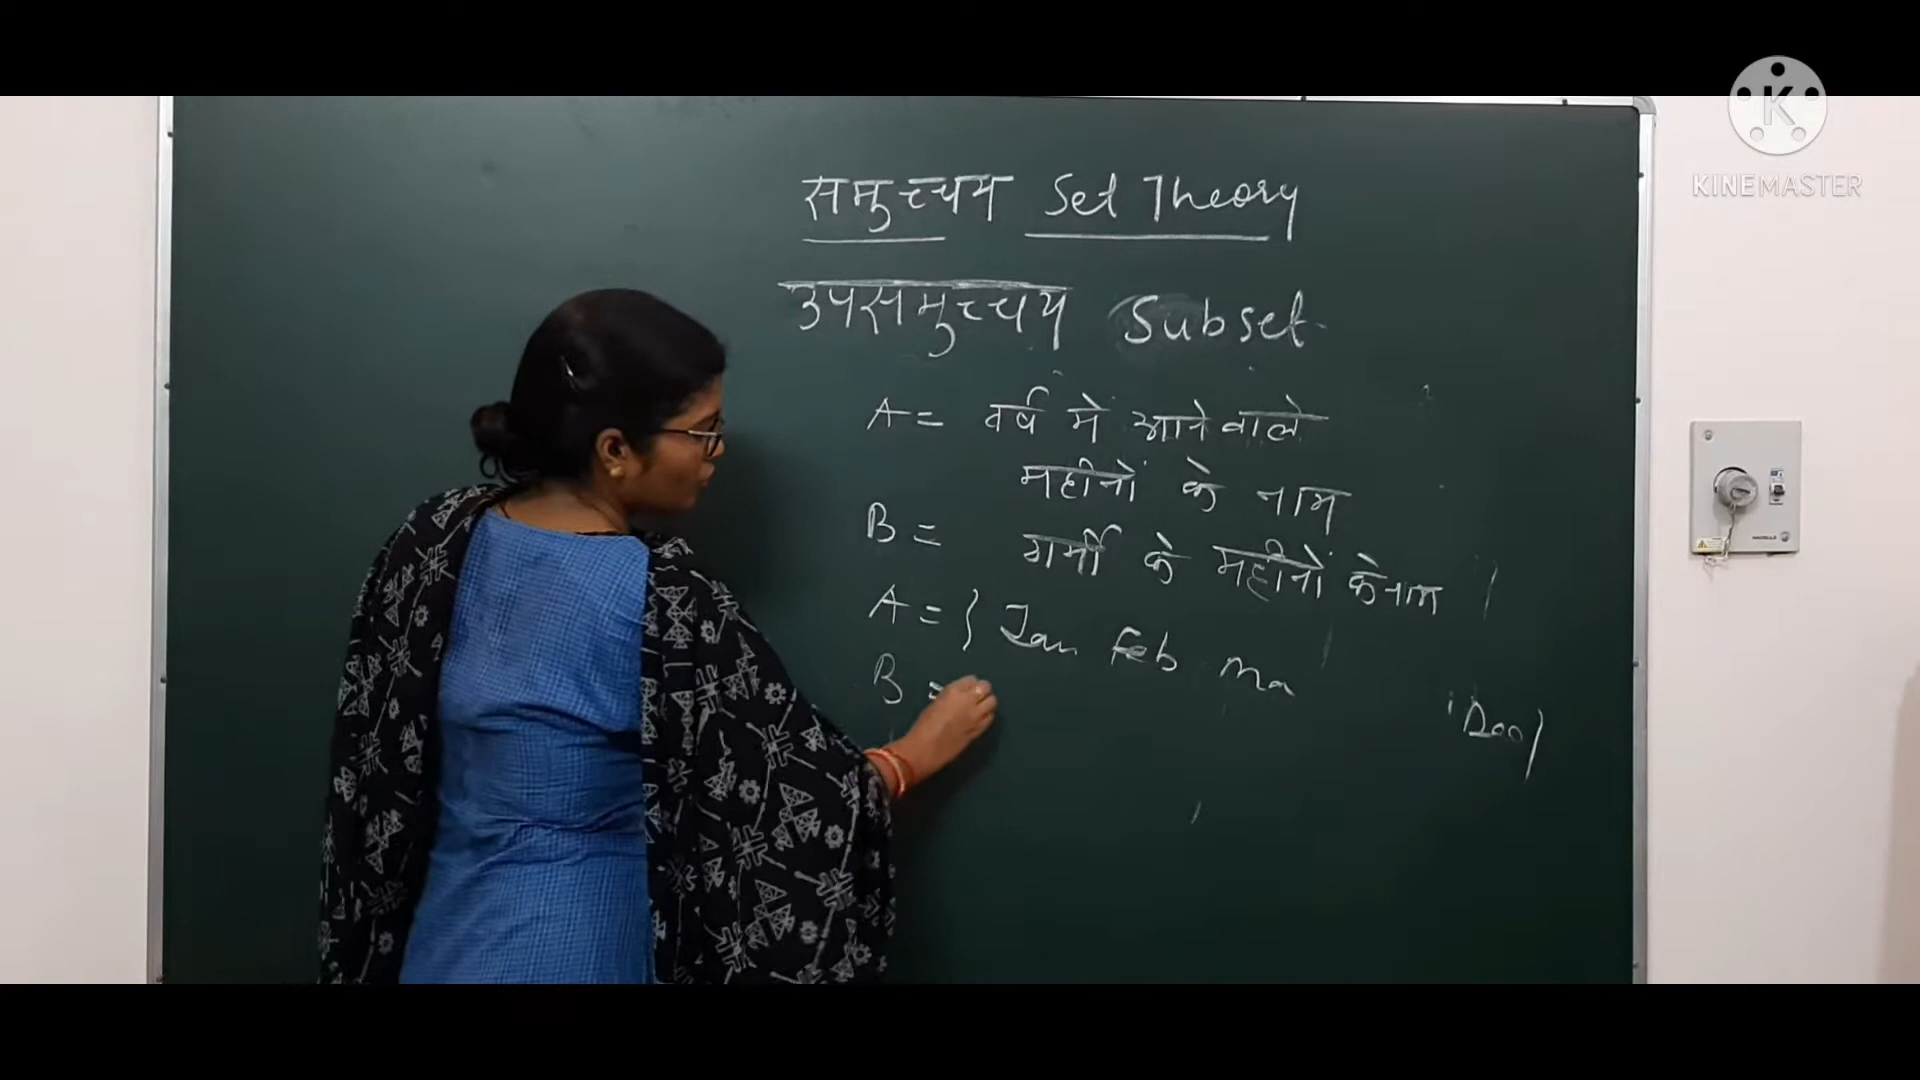 समुच्चय Set Theory
उपसमुच्चय Subset
A = वर्ष में आने वाले
महीनों के नाम
B = गर्मी के महीनों के नाम
A = { Jan Feb Ma
B =
KINEMASTER